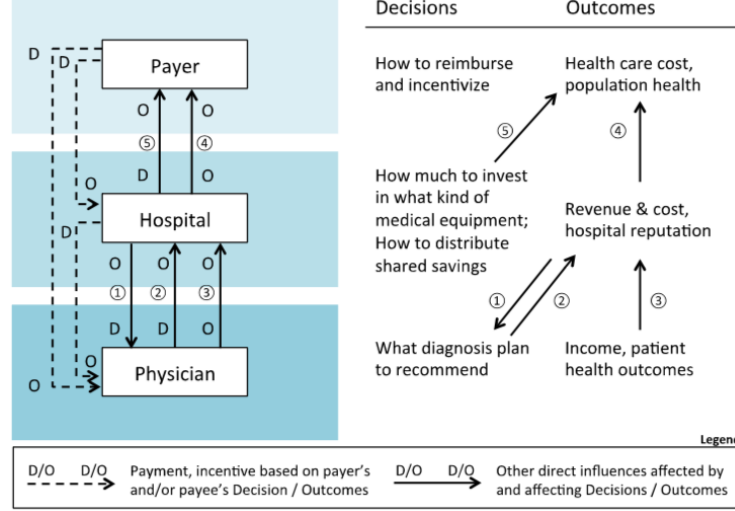 Decisions
Outcomes
D
D
Payer
How to reimburse
and incentivize
Health care cost,
population health
O
O
⑤
④
⑤
④
D
O
O
How much to invest
in what kind of
medical equipment;
How to distribute
shared savings
Hospital
Revenue & cost,
hospital reputation
D
O
O
O
①
②
③
①
②
③
D
D
O
O
Physician
What diagnosis plan
to recommend
Income, patient
health outcomes
O
Legend
D/O
D/O
Payment, incentive based on payer's
and/or payee's Decision / Outcomes
D/O
D/O
Other direct influences affected by
and affecting Decisions / Outcomes